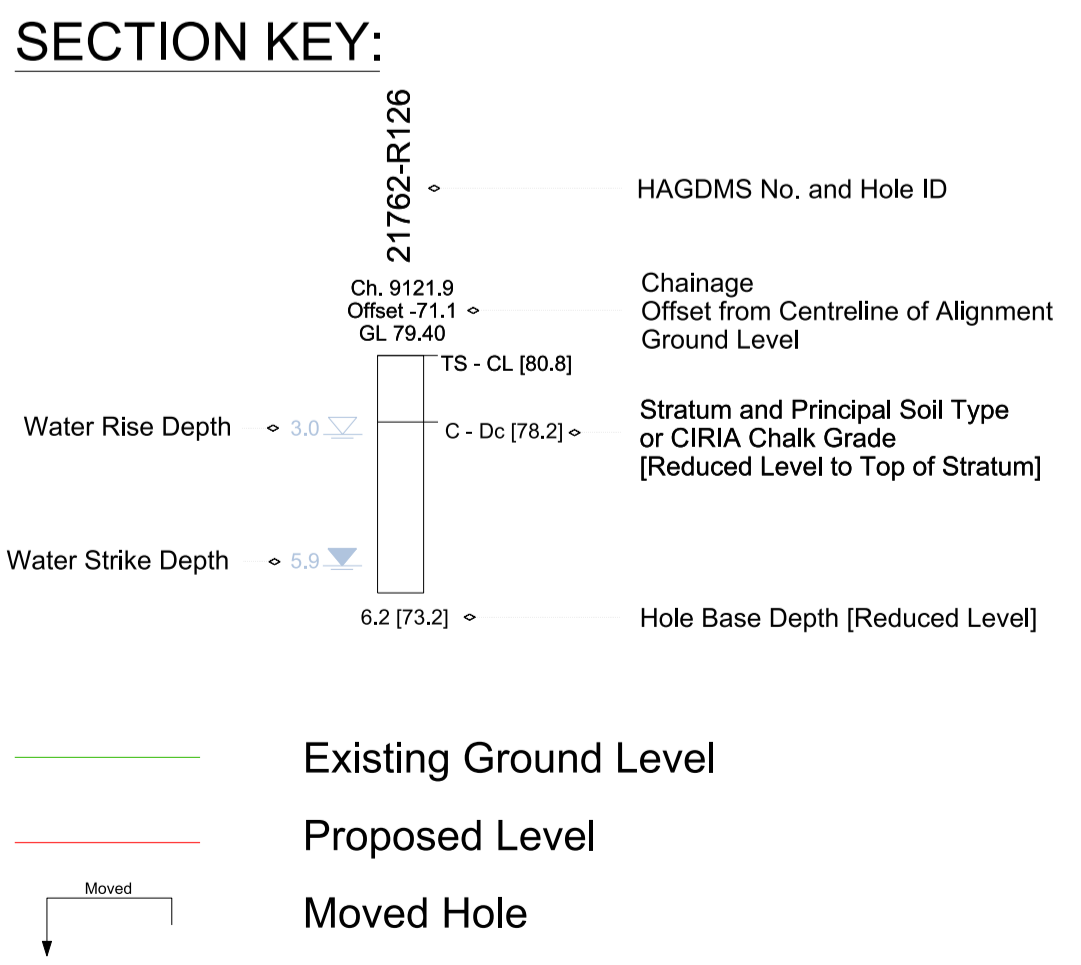 SECTION KEY:
21762-R126
HAGDMS No. and Hole ID
Ch. 9121.9
Offset -71.1
GL 79.40
Chainage
Offset from Centreline of Alignment
Ground Level
TS - CL [80.8]
Water Rise Depth
3.0
C - Dc [78.2]
Stratum and Principal Soil Type
or CIRIA Chalk Grade
[Reduced Level to Top of Stratum]
Water Strike Depth
5.9
6.2 [73.2]
Hole Base Depth [Reduced Level]
Existing Ground Level
Proposed Level
Moved
Moved Hole